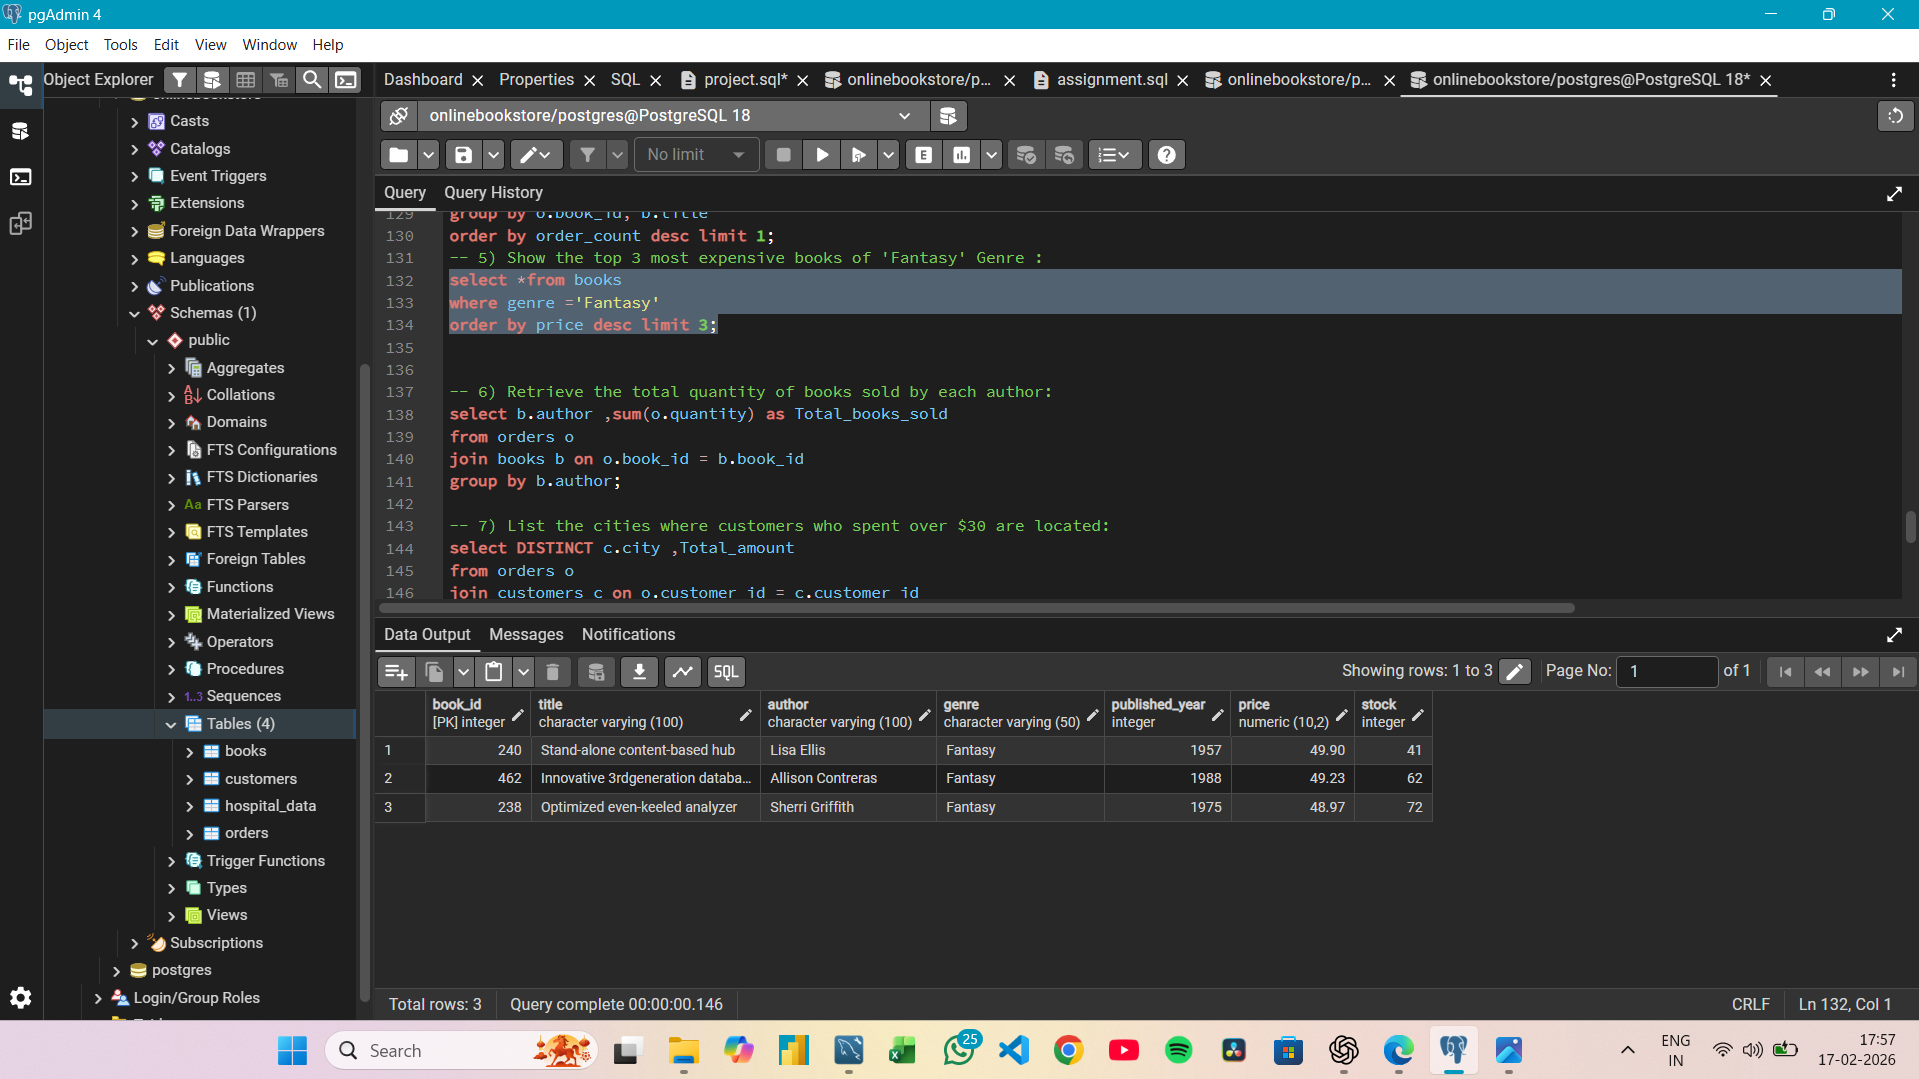 pgAdmin 4
File Object Tools Edit View Window Help
Object Explorer
Dashboard Properties SQL project.sql* onlinebookstore/p... assignment.sql onlinebookstore/p... onlinebookstore/postgres@PostgreSQL 18*
onlinebookstore/postgres@PostgreSQL 18
No limit
Query Query History
Casts
Catalogs
Event Triggers
Extensions
Foreign Data Wrappers
Languages
Publications
Schemas (1)
public
Aggregates
Collations
Domains
FTS Configurations
FTS Dictionaries
Aa FTS Parsers
FTS Templates
Foreign Tables
Functions
Materialized Views
Operators
Procedures
1..3 Sequences
Tables (4)
books
customers
hospital_data
orders
Trigger Functions
Types
Views
Subscriptions
postgres
Login/Group Roles
129 group by o.book_id, b.title
130 order by order_count desc limit 1;
131 -- 5) Show the top 3 most expensive books of 'Fantasy' Genre :
132 select *from books
133 where genre ='Fantasy'
134 order by price desc limit 3;
135
136
137 -- 6) Retrieve the total quantity of books sold by each author:
138 select b.author ,sum(o.quantity) as Total_books_sold
139 from orders o
140 join books b on o.book_id = b.book_id
141 group by b.author;
142
143 -- 7) List the cities where customers who spent over $30 are located:
144 select DISTINCT c.city ,Total_amount
145 from orders o
146 join customers c on o.customer_id = c.customer_id
Data Output Messages Notifications
SQL
Showing rows: 1 to 3 Page No: 1 of 1
book_id title author genre published_year price stock
[PK] integer character varying (100) character varying (100) character varying (50) integer numeric (10,2) integer
1 240 Stand-alone content-based hub Lisa Ellis Fantasy 1957 49.90 41
2 462 Innovative 3rdgeneration databa... Allison Contreras Fantasy 1988 49.23 62
3 238 Optimized even-keeled analyzer Sherri Griffith Fantasy 1975 48.97 72
Total rows: 3 Query complete 00:00:00.146 CRLF Ln 132, Col 1
Search
25
ENG
IN
17:57
17-02-2026